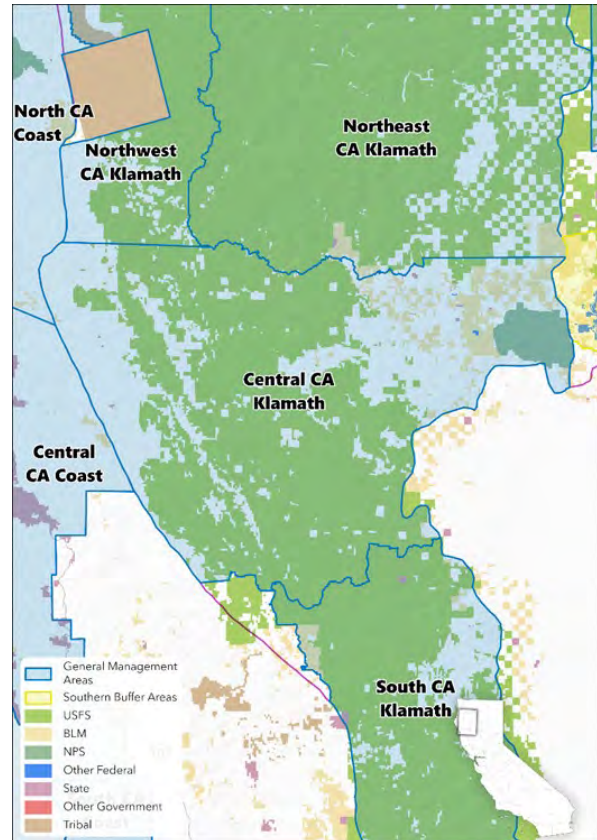 North CA
Coast
Northwest
CA Klamath
Northeast
CA Klamath
Central CA
Klamath
Central
CA Coast
South CA
Klamath
General Management
Areas
Southern Buffer Areas
USFS
BLM
NPS
Other Federal
State
Other Government
Tribal